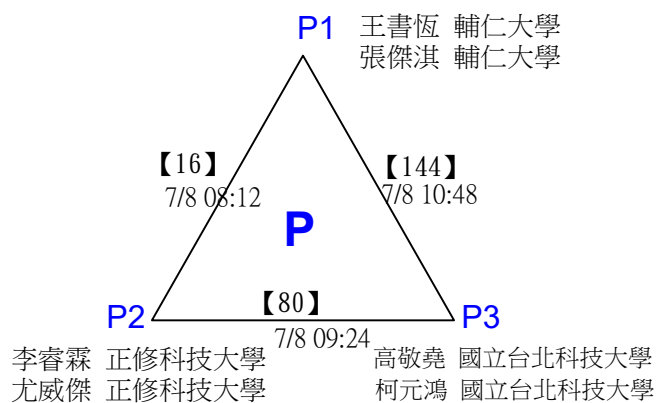 P1
王書恆 輔仁大學
張傑淇 輔仁大學
【16】
7/8 08:12
【144】
7/8 10:48
P
【80】
7/8 09:24
P2
P3
李睿霖 正修科技大學
尤威傑 正修科技大學
高敬堯 國立台北科技大學
柯元鴻 國立台北科技大學